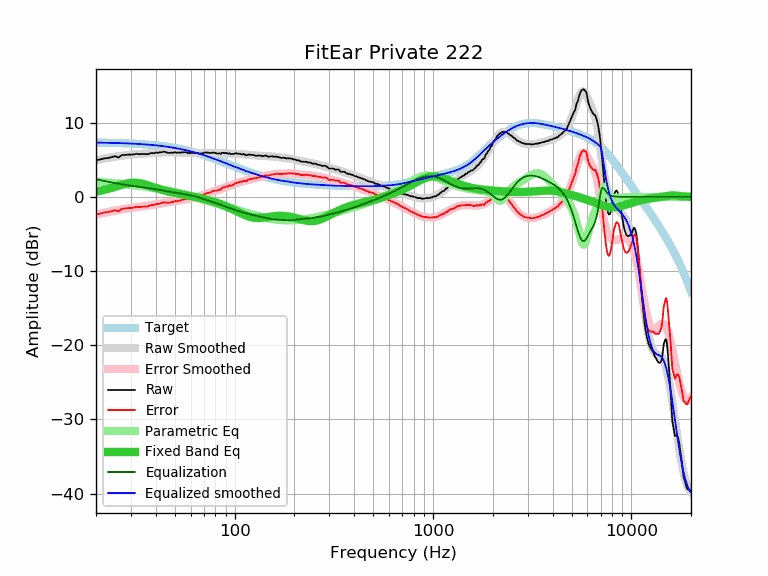 FitEar Private 222
Amplitude (dBr)
10
0
−10
−20
−30
−40
Target
Raw Smoothed
Error Smoothed
Raw
Error
Parametric Eq
Fixed Band Eq
Equalization
Equalized smoothed
100
1000
10000
Frequency (Hz)